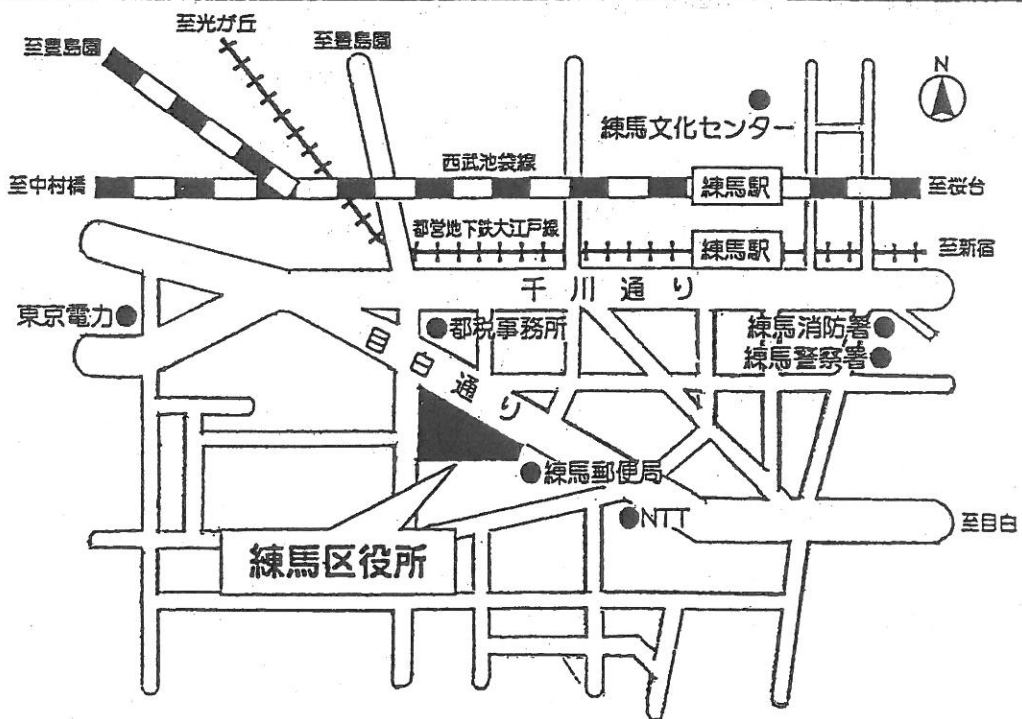 至光が丘
至豊島園
至豊島園
N
練馬文化センター
西武池袋線
至中村橋
練馬駅
至桜台
都営地下鉄大江戸線
練馬駅
至新宿
千川通り
東京電力
都税事務所
練馬消防署
目白通り
練馬警察署
練馬郵便局
NTT
至目白
練馬区役所